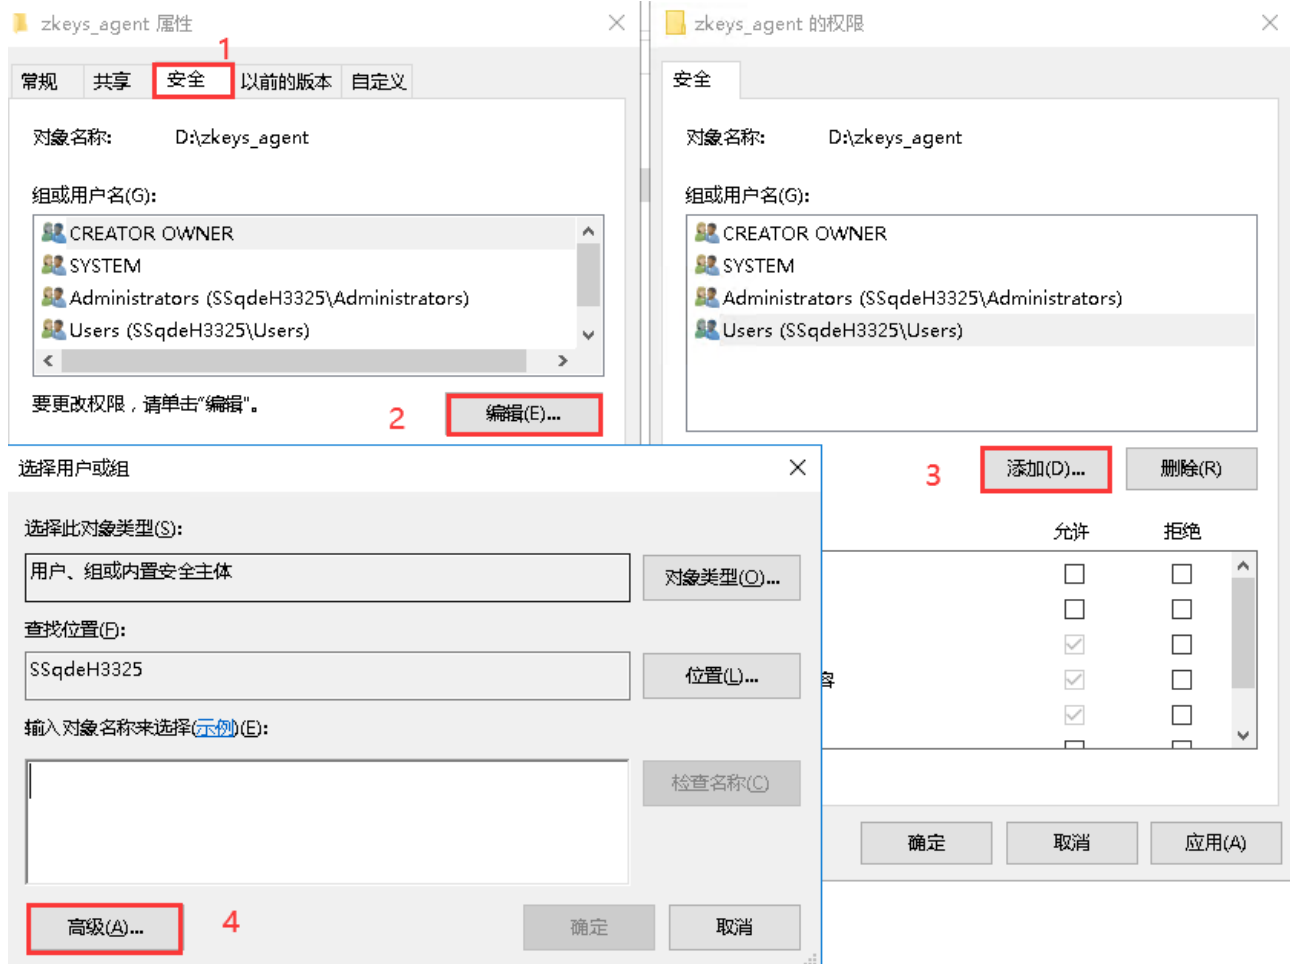 zkeys_agent 属性
1
常规 共享 安全 以前的版本 自定义
对象名称: D:\zkeys_agent
组或用户名(G):
CREATOR OWNER
SYSTEM
Administrators (SSqdeH3325\Administrators)
Users (SSqdeH3325\Users)
要更改权限，请单击"编辑"。
2
编辑(E)...
zkeys_agent 的权限
安全
对象名称: D:\zkeys_agent
组或用户名(G):
CREATOR OWNER
SYSTEM
Administrators (SSqdeH3325\Administrators)
Users (SSqdeH3325\Users)
3
添加(D)... 删除(R)
允许 拒绝
容
确定 取消 应用(A)
选择用户或组
选择此对象类型(S):
用户、组或内置安全主体
对象类型(O)...
查找位置(F):
SSqdeH3325
位置(L)...
输入对象名称来选择(示例)(E):
检查名称(C)
高级(A)...
4
确定 取消